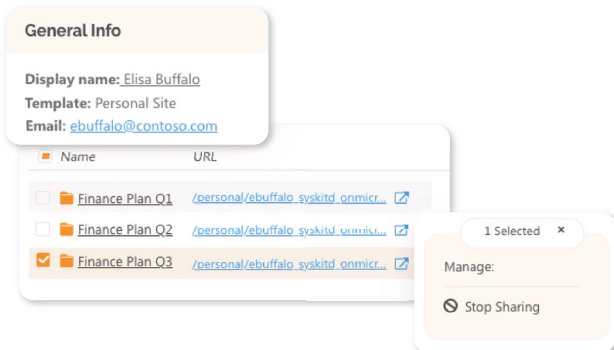 General Info
Display name: Elisa Buffalo
Template: Personal Site
Email: ebuffalo@contoso.com
Name URL
Finance Plan Q1 /personal/ebuffalo_syskitd_onmicr...
Finance Plan Q2 /personal/ebuffalo_syskitd_onmicr...
Finance Plan Q3 /personal/ebuffalo_syskitd_onmicr...
1 Selected ×
Manage:
Stop Sharing